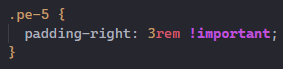 .pe-5 {
  padding-right: 3rem !important;
}